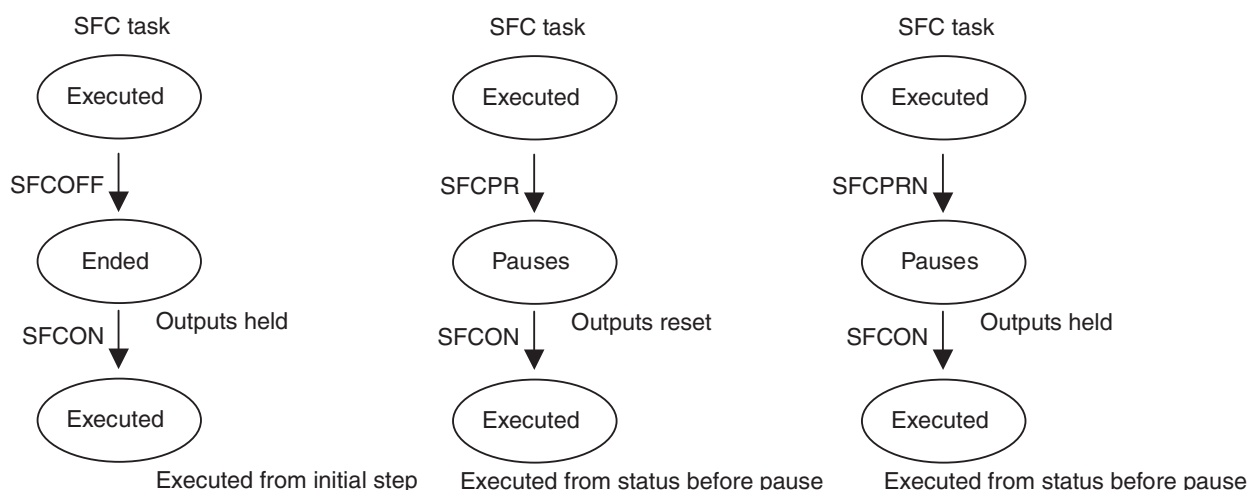 SFC task
Executed
SFCOFF
Ended
Outputs held
SFCON
Executed
Executed from initial step
SFC task
Executed
SFCPR
Pauses
Outputs reset
SFCON
Executed
Executed from status before pause
SFC task
Executed
SFCPRN
Pauses
Outputs held
SFCON
Executed
Executed from status before pause